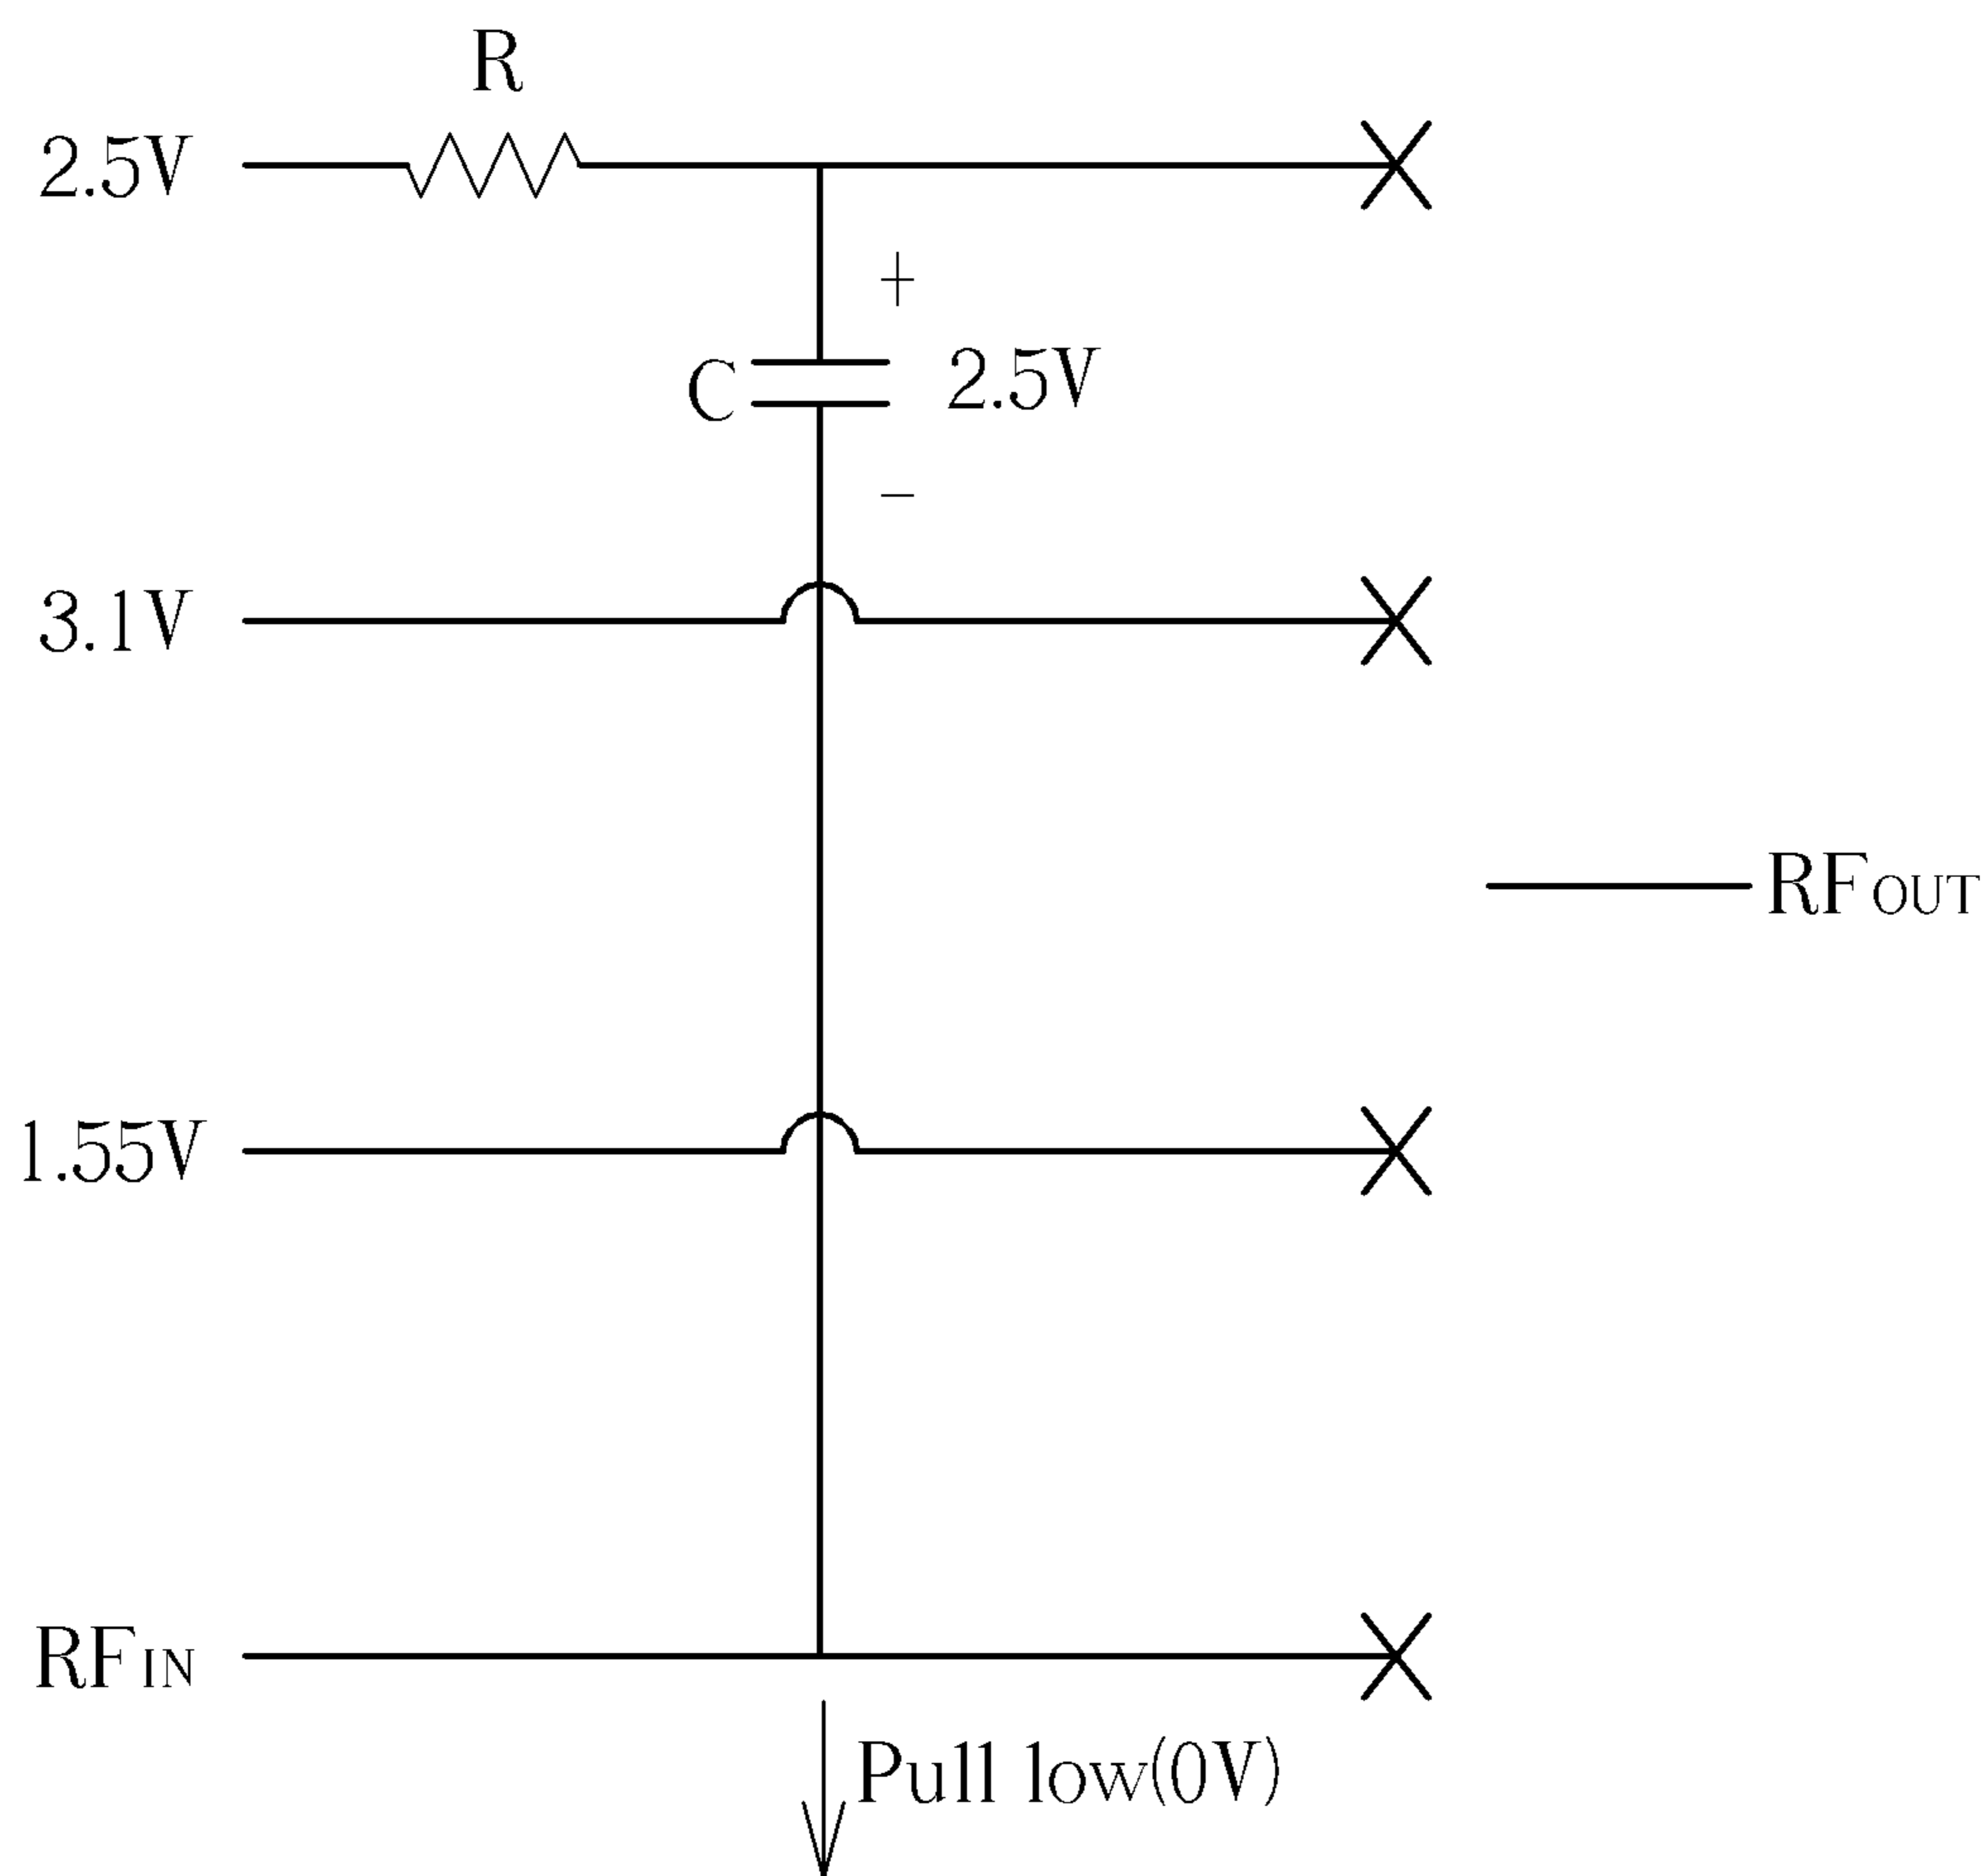 R
2.5V
+
C
2.5V
-
3.1V
RFOUT
1.55V
RFIN
Pull low(0V)